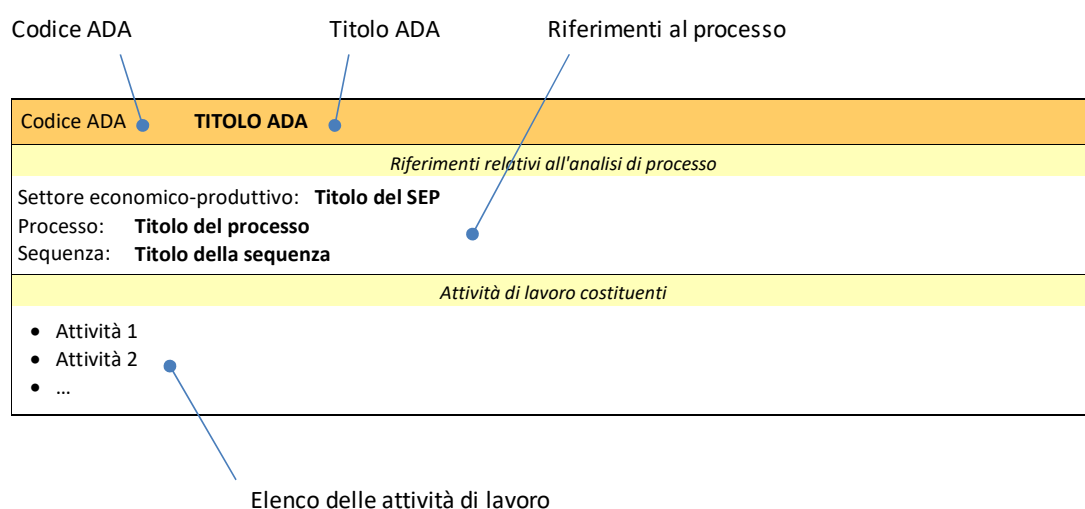 Codice ADA Titolo ADA Riferimenti al processo
Codice ADA TITOLO ADA
Riferimenti relativi all'analisi di processo
Settore economico-produttivo: Titolo del SEP
Processo: Titolo del processo
Sequenza: Titolo della sequenza
Attività di lavoro costituenti
• Attività 1
• Attività 2
• …
Elenco delle attività di lavoro